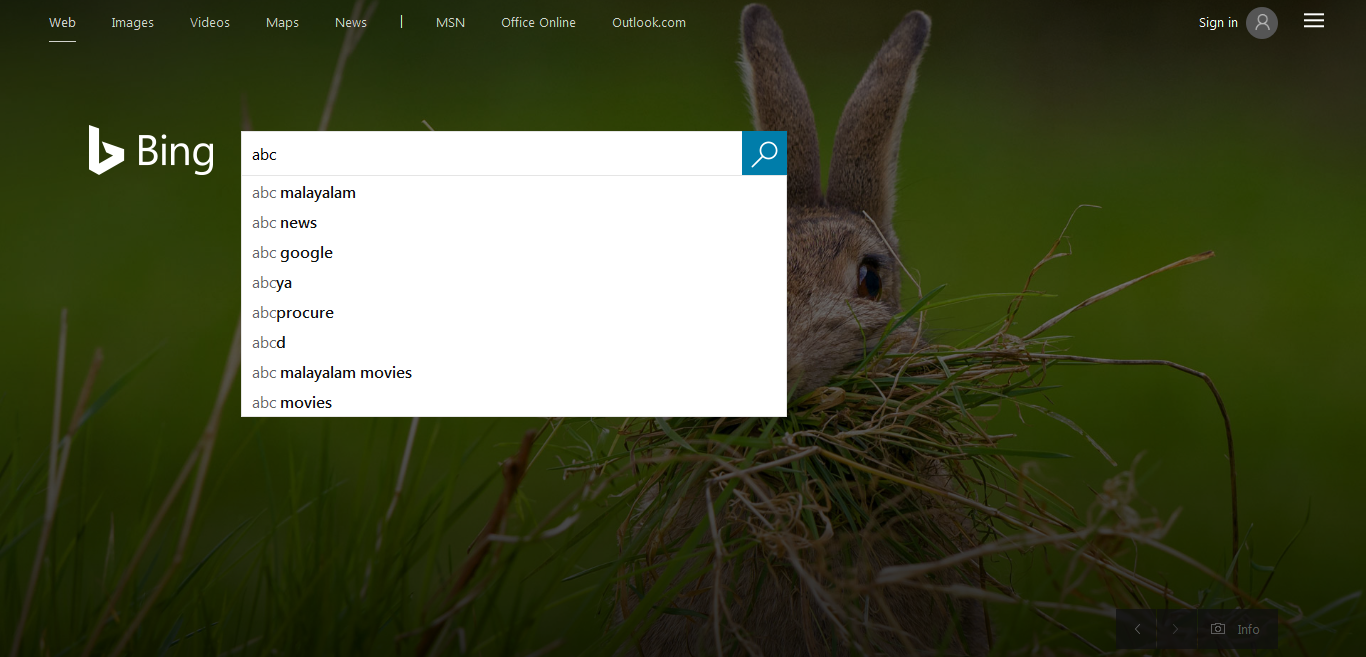 Web Images Videos Maps News | MSN Office Online Outlook.com Sign in
Bing
abc
abc malayalam
abc news
abc google
abcya
abcprocure
abcd
abc malayalam movies
abc movies
Info